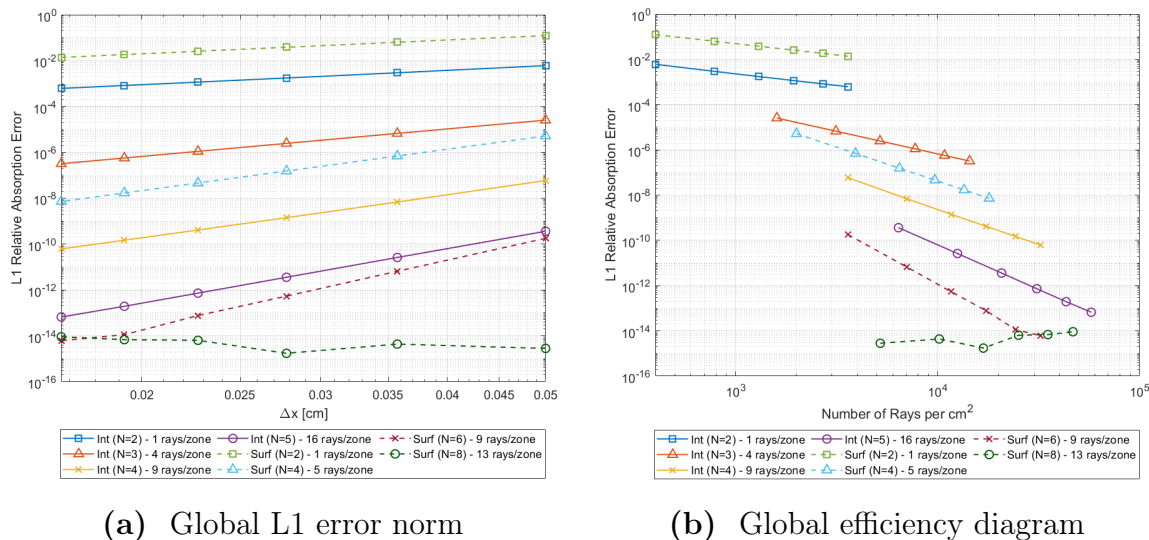 10^0
10^-2
10^-4
10^-6
10^-8
10^-10
10^-12
10^-14
10^-16
L1 Relative Absorption Error
0.02 0.025 0.03 0.035 0.04 0.045 0.05
Δx [cm]
Int (N=2) - 1 rays/zone
Int (N=3) - 4 rays/zone
Int (N=4) - 9 rays/zone
Int (N=5) - 16 rays/zone
Surf (N=2) - 1 rays/zone
Surf (N=4) - 5 rays/zone
Surf (N=6) - 9 rays/zone
Surf (N=8) - 13 rays/zone
(a) Global L1 error norm
10^0
10^-2
10^-4
10^-6
10^-8
10^-10
10^-12
10^-14
10^-16
L1 Relative Absorption Error
10^3 10^4 10^5
Number of Rays per cm^2
Int (N=2) - 1 rays/zone
Int (N=3) - 4 rays/zone
Int (N=4) - 9 rays/zone
Int (N=5) - 16 rays/zone
Surf (N=2) - 1 rays/zone
Surf (N=4) - 5 rays/zone
Surf (N=6) - 9 rays/zone
Surf (N=8) - 13 rays/zone
(b) Global efficiency diagram